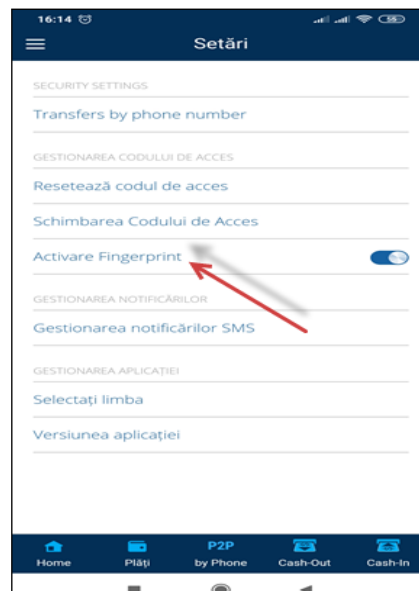 16:14
55
Setări
SECURITY SETTINGS
Transfers by phone number
GESTIONAREA CODULUI DE ACCES
Resetează codul de acces
Schimbarea Codului de Acces
Activare Fingerprint
GESTIONAREA NOTIFICĂRILOR
Gestionarea notificărilor SMS
GESTIONAREA APLICAȚIEI
Selectați limba
Versiunea aplicației
P2P
Home Plăți by Phone Cash-Out Cash-In